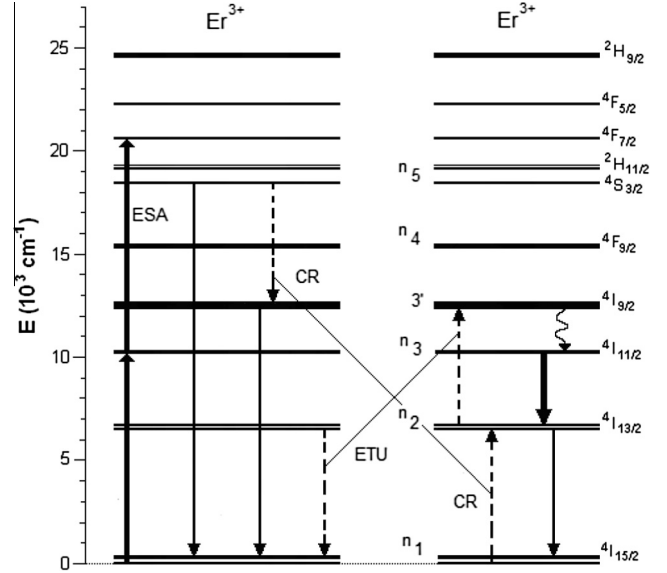 Er3+ Er3+
25 2H9/2
4F5/2
4F7/2
20 2H11/2
n5 4S3/2
ESA
n4 4F9/2
15
CR
3' 4I9/2
n3 4I11/2
10
n2 4I13/2
5 ETU CR
n1 4I15/2
0
E (10-3 cm-1)